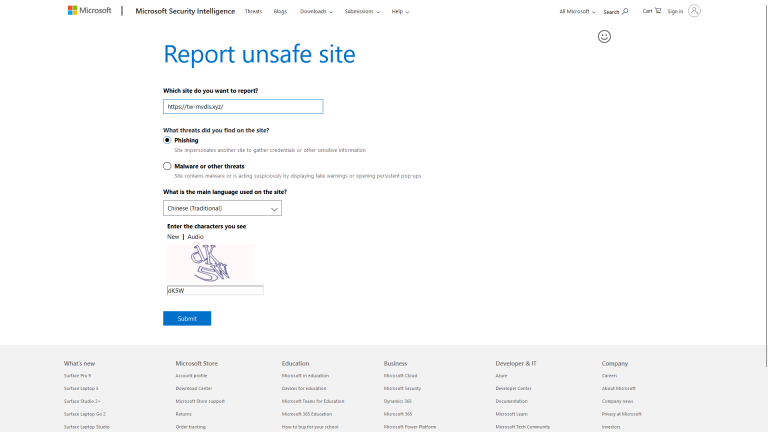 Microsoft | Microsoft Security Intelligence Threats Blogs Downloads Submissions Help All Microsoft Search Cart Sign in
Report unsafe site
Which site do you want to report?
https://tw-mvdis.xyz/
What threats did you find on the site?
Phishing
Site impersonates another site to gather credentials or other sensitive information
Malware or other threats
Site contains malware or is acting suspiciously by displaying fake warnings or opening persistent pop-ups
What is the main language used on the site?
Chinese (Traditional)
Enter the characters you see
New | Audio
dK5W
Submit
What's new Microsoft Store Education Business Developer & IT Company
Surface Pro 9 Account profile Microsoft in education Microsoft Cloud Azure Careers
Surface Laptop 5 Download Center Devices for education Microsoft Security Developer Center About Microsoft
Surface Studio 2+ Microsoft Store support Microsoft Teams for Education Dynamics 365 Documentation Company news
Surface Laptop Go 2 Returns Microsoft 365 Education Microsoft 365 Microsoft Learn Privacy at Microsoft
Surface Laptop Studio Order tracking How to buy for your school Microsoft Power Platform Microsoft Tech Community Investors